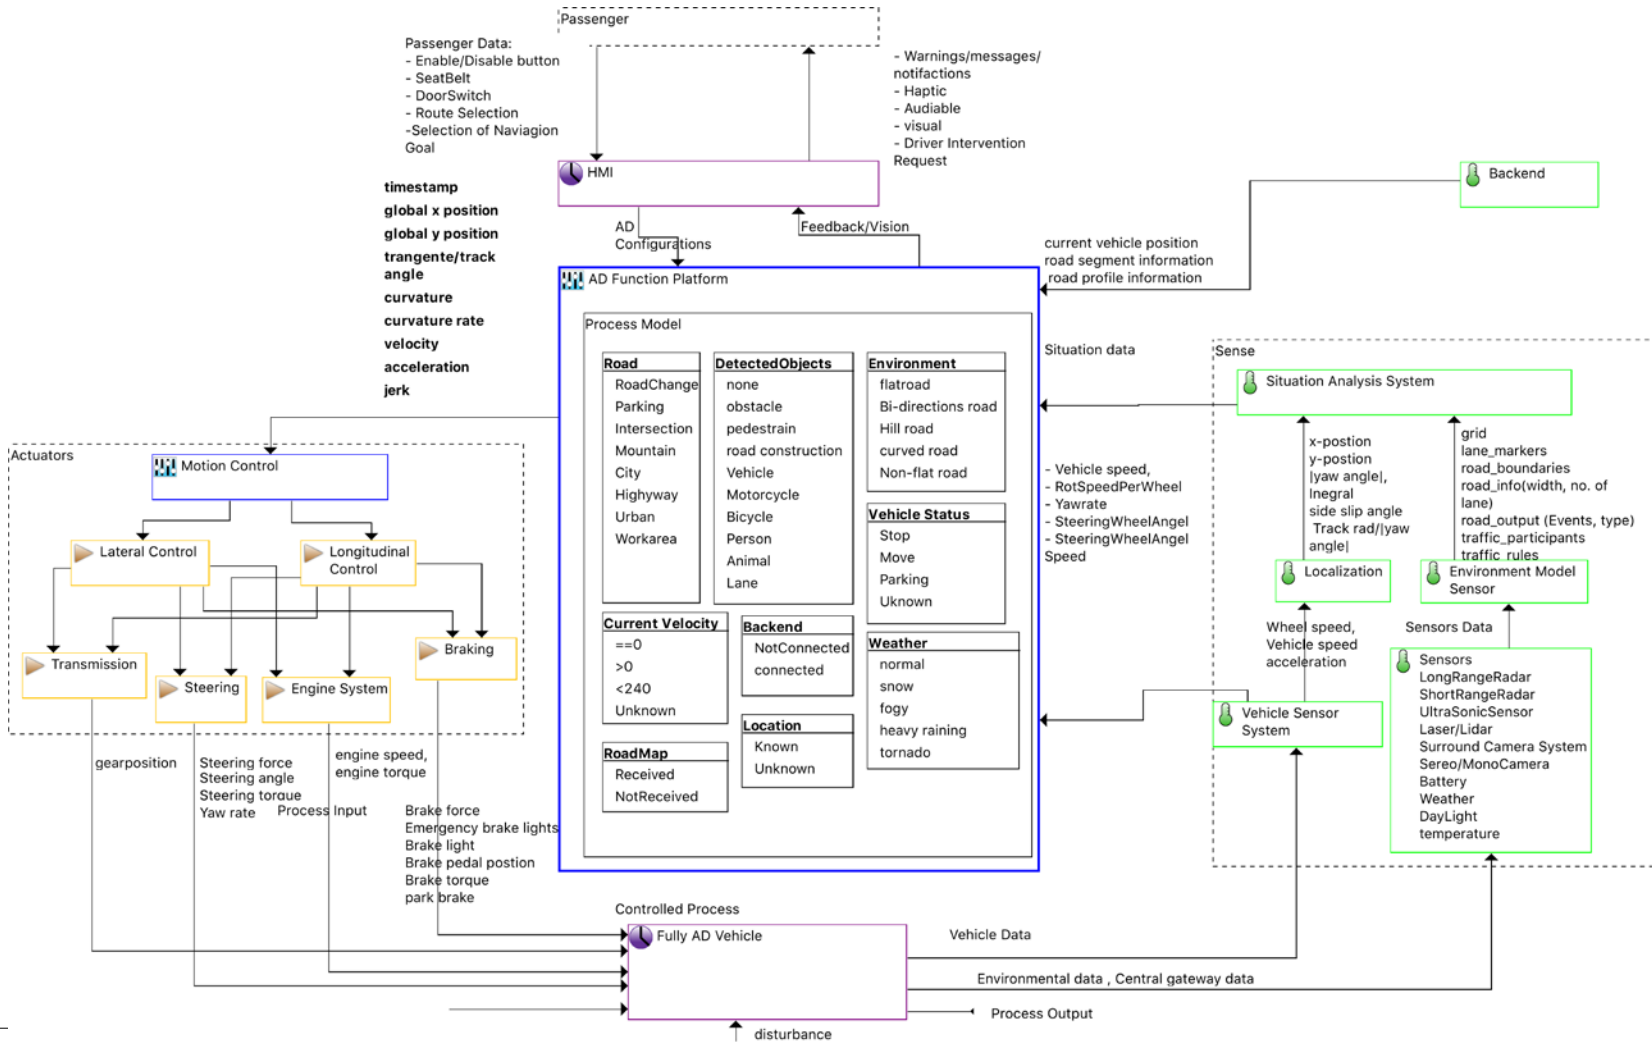 Passenger
Passenger Data:
- Enable/Disable button
- SeatBelt
- DoorSwitch
- Route Selection
-Selection of Naviagion
Goal
- Warnings/messages/
notifactions
- Haptic
- Audiable
- visual
- Driver Intervention
Request
HMI
Backend
timestamp
global x position
global y position
trangente/track
angle
curvature
curvature rate
velocity
acceleration
jerk
AD
Configurations
Feedback/Vision
current vehicle position
road segment information
road profile information
AD Function Platform
Process Model
Road
RoadChange
Parking
Intersection
Mountain
City
Highyway
Urban
Workarea
DetectedObjects
none
obstacle
pedestrain
road construction
Vehicle
Motorcycle
Bicycle
Person
Animal
Lane
Environment
flatroad
Bi-directions road
Hill road
curved road
Non-flat road
Vehicle Status
Stop
Move
Parking
Uknown
Current Velocity
==0
>0
<240
Unknown
Backend
NotConnected
connected
Weather
normal
snow
fogy
heavy raining
tornado
RoadMap
Received
NotReceived
Location
Known
Unknown
Situation data
- Vehicle speed,
- RotSpeedPerWheel
- Yawrate
- SteeringWheelAngel
- SteeringWheelAngel
Speed
Sense
Situation Analysis System
x-postion
y-postion
|yaw angle|,
Inegral
side slip angle
Track rad/|yaw
angle|
grid
lane_markers
road_boundaries
road_info(width, no. of
lane)
road_output (Events, type)
traffic_participants
traffic_rules
Localization
Environment Model
Sensor
Wheel speed,
Vehicle speed
acceleration
Sensors Data
Sensors
LongRangeRadar
ShortRangeRadar
UltraSonicSensor
Laser/Lidar
Surround Camera System
Sereo/MonoCamera
Battery
Weather
DayLight
temperature
Vehicle Sensor
System
Actuators
Motion Control
Lateral Control
Longitudinal
Control
Transmission
Steering
Engine System
Braking
gearposition
Steering force
Steering angle
Steering torque
Yaw rate
engine speed,
engine torque
Process Input
Brake force
Emergency brake lights
Brake light
Brake pedal postion
Brake torque
park brake
Controlled Process
Fully AD Vehicle
Vehicle Data
Environmental data , Central gateway data
Process Output
disturbance